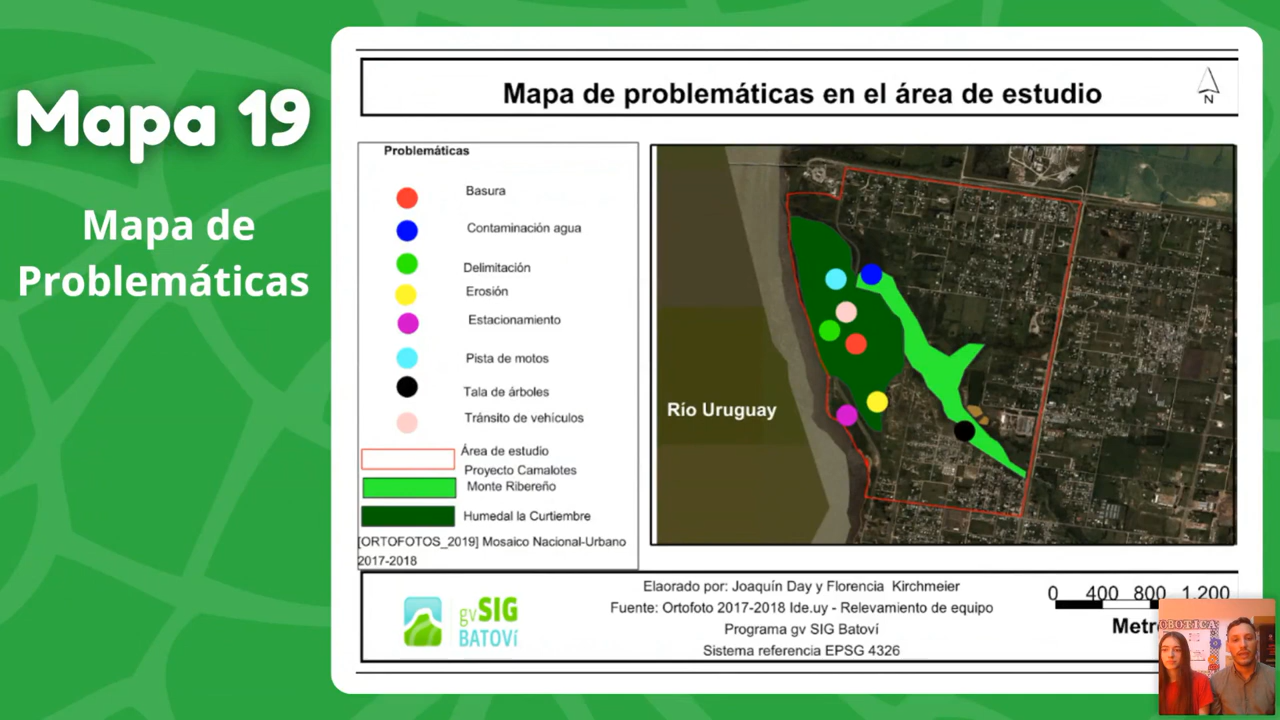 Mapa 19
Mapa de
Problemáticas
Mapa de problemáticas en el área de estudio
N
Problemáticas
Basura
Contaminación agua
Delimitación
Erosión
Estacionamiento
Pista de motos
Tala de árboles
Tránsito de vehículos
Área de estudio
Proyecto Camalotes
Monte Ribereño
Humedal la Curtiembre
[ORTOFOTOS_2019] Mosaico Nacional-Urbano
2017-2018
Río Uruguay
gvSIG
BATOVí
Elaorado por: Joaquín Day y Florencia Kirchmeier
Fuente: Ortofoto 2017-2018 Ide.uy - Relevamiento de equipo
Programa gv SIG Batoví
Sistema referencia EPSG 4326
0 400 800 1.200